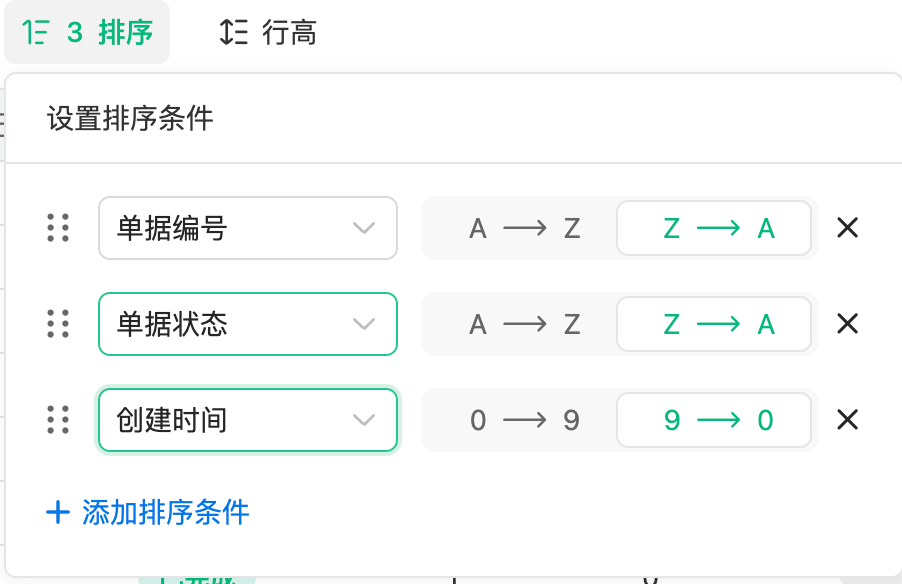 3 排序 行高
设置排序条件
单据编号 A → Z Z → A
单据状态 A → Z Z → A
创建时间 0 → 9 9 → 0
+ 添加排序条件